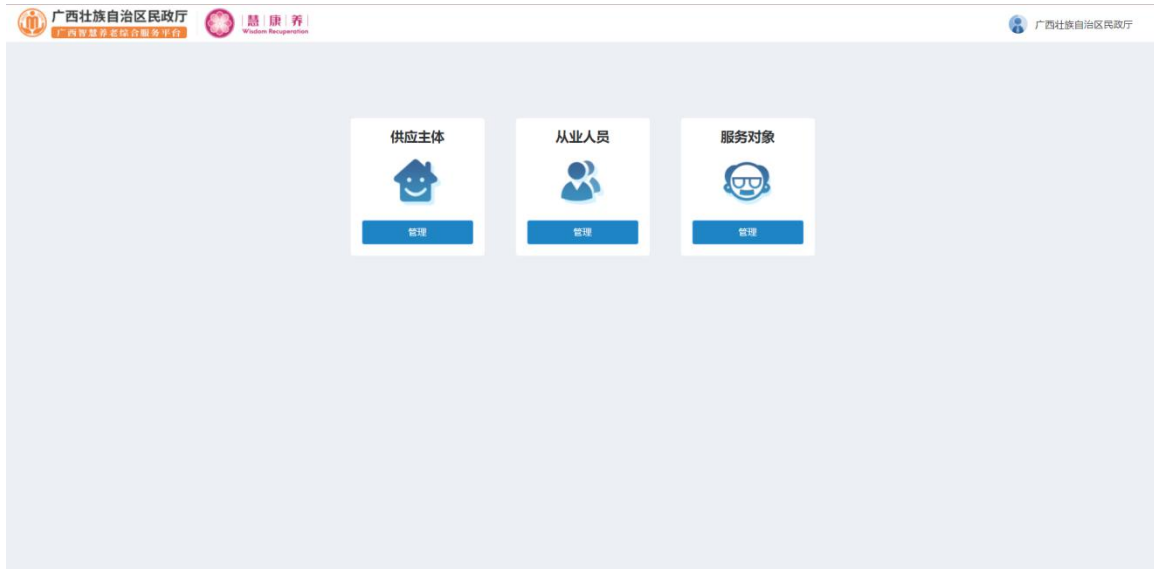 广西壮族自治区民政厅
广西智慧养老综合服务平台
慧康养
Wisdom Recuperation
广西壮族自治区民政厅
供应主体
从业人员
服务对象
管理
管理
管理